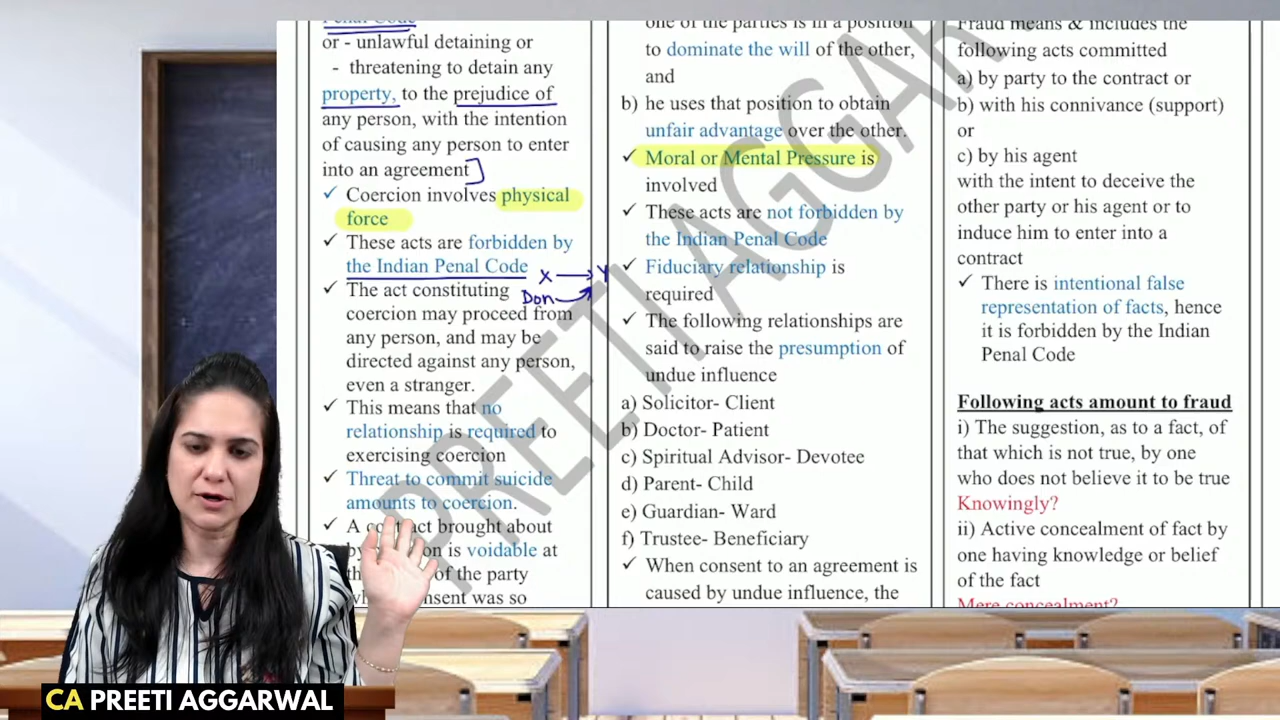 Penal Code
or - unlawful detaining or
- threatening to detain any
property, to the prejudice of
any person, with the intention
of causing any person to enter
into an agreement
✓ Coercion involves physical
force
✓ These acts are forbidden by
the Indian Penal Code
X → Y
Don
✓ The act constituting
coercion may proceed from
any person, and may be
directed against any person,
even a stranger.
✓ This means that no
relationship is required to
exercising coercion
✓ Threat to commit suicide
amounts to coercion.
✓ A contract brought about
by is voidable at
of the party
consent was so
one of the parties is in a position
to dominate the will of the other,
and
b) he uses that position to obtain
unfair advantage over the other.
✓ Moral or Mental Pressure is
involved
✓ These acts are not forbidden by
the Indian Penal Code
✓ Fiduciary relationship is
required
✓ The following relationships are
said to raise the presumption of
undue influence
a) Solicitor- Client
b) Doctor- Patient
c) Spiritual Advisor- Devotee
d) Parent- Child
e) Guardian- Ward
f) Trustee- Beneficiary
✓ When consent to an agreement is
caused by undue influence, the
Fraud means & includes the
following acts committed
a) by party to the contract or
b) with his connivance (support)
or
c) by his agent
with the intent to deceive the
other party or his agent or to
induce him to enter into a
contract
✓ There is intentional false
representation of facts, hence
it is forbidden by the Indian
Penal Code
Following acts amount to fraud
i) The suggestion, as to a fact, of
that which is not true, by one
who does not believe it to be true
Knowingly?
ii) Active concealment of fact by
one having knowledge or belief
of the fact
Mere concealment?
PREETI AGGAR
CA PREETI AGGARWAL